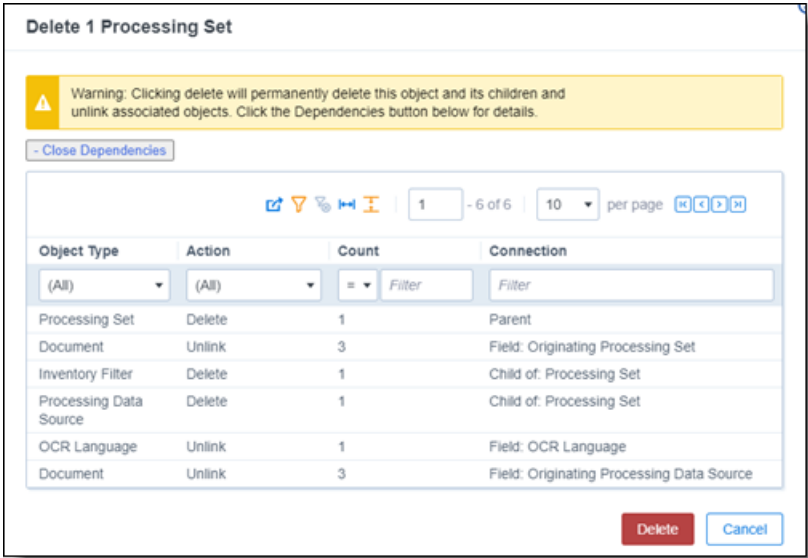 Delete 1 Processing Set
Warning: Clicking delete will permanently delete this object and its children and
unlink associated objects. Click the Dependencies button below for details.
- Close Dependencies
1 - 6 of 6 10 per page
Object Type Action Count Connection
(All) (All) = Filter Filter
Processing Set Delete 1 Parent
Document Unlink 3 Field: Originating Processing Set
Inventory Filter Delete 1 Child of: Processing Set
Processing Data Delete 1 Child of: Processing Set
Source
OCR Language Unlink 1 Field: OCR Language
Document Unlink 3 Field: Originating Processing Data Source
Delete Cancel